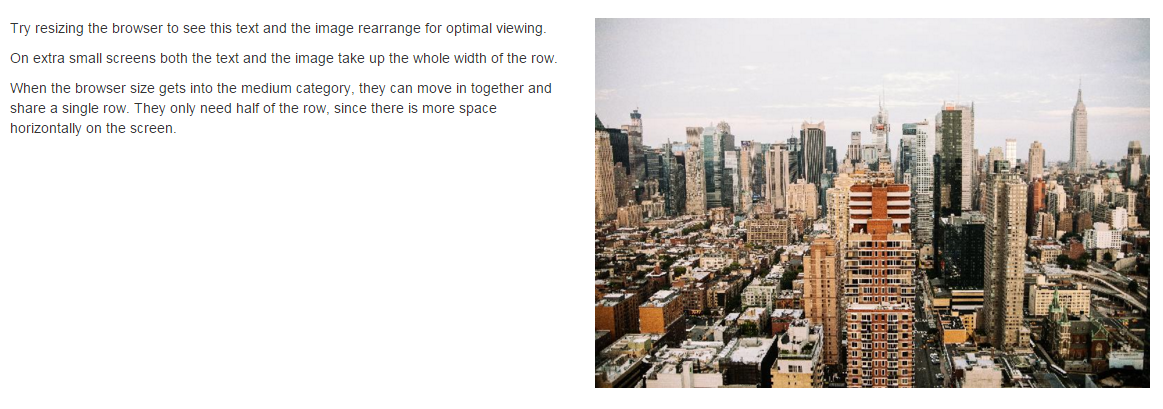 Try resizing the browser to see this text and the image rearrange for optimal viewing.
On extra small screens both the text and the image take up the whole width of the row.
When the browser size gets into the medium category, they can move in together and
share a single row. They only need half of the row, since there is more space
horizontally on the screen.